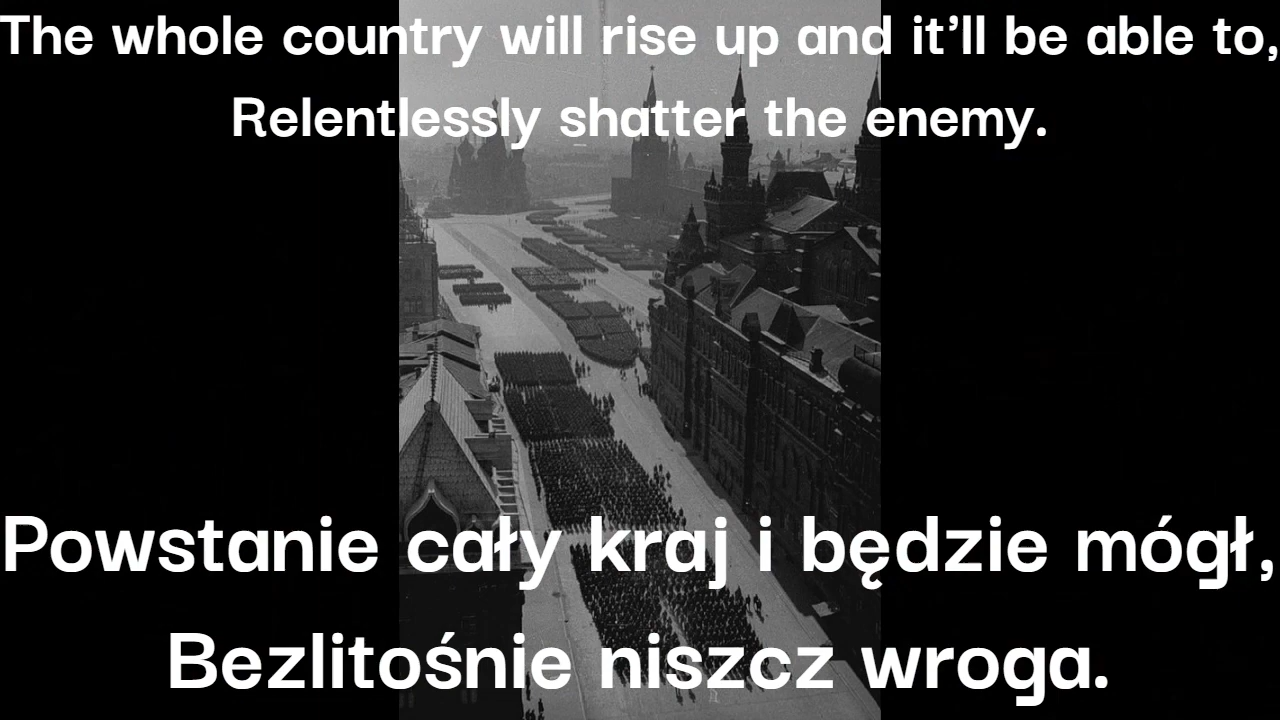 The whole country will rise up and it’ll be able to,
Relentlessly shatter the enemy.
Powstanie cały kraj i będzie mógł,
Bezlitośnie niszcz wroga.